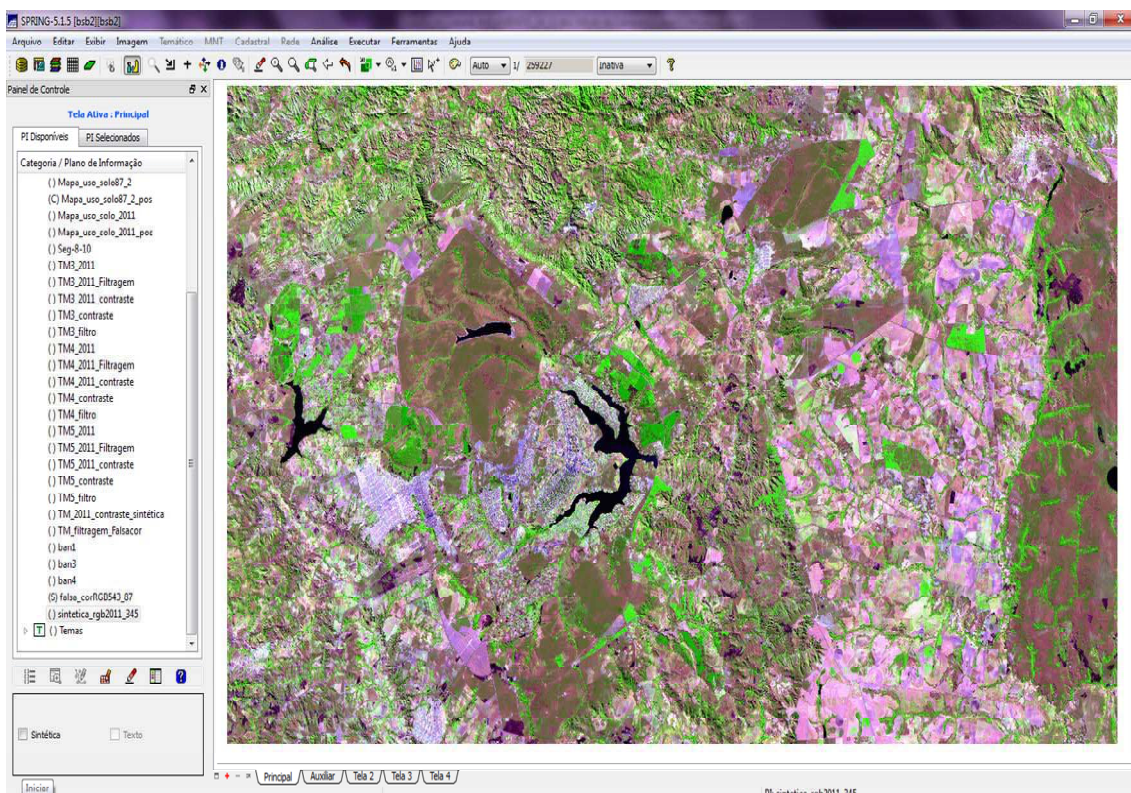 SPRING-5.1.5 [bsb2][bsb2]
Arquivo Editar Exibir Imagem Temático MNT Cadastral Rede Análise Executar Ferramentas Ajuda
Auto 1/ 259227 Inativa
Painel de Controle
Tela Ativa : Principal
PI Disponíveis PI Selecionados
Categoria / Plano de Informação
( ) Mapa_uso_solo87_2
(C) Mapa_uso_solo87_2_pos
( ) Mapa_uso_solo_2011
( ) Mapa_uso_solo_2011_pos
( ) Seg-8-10
( ) TM3_2011
( ) TM3_2011_Filtragem
( ) TM3_2011_contraste
( ) TM3_contraste
( ) TM3_filtro
( ) TM4_2011
( ) TM4_2011_Filtragem
( ) TM4_2011_contraste
( ) TM4_contraste
( ) TM4_filtro
( ) TM5_2011
( ) TM5_2011_Filtragem
( ) TM5_2011_contraste
( ) TM5_contraste
( ) TM5_filtro
( ) TM_2011_contraste_sintética
( ) TM_filtragem_Falsacor
( ) ban1
( ) ban3
( ) ban4
(S) falsa_corRGB543_87
( ) sintetica_rgb2011_345
T ( ) Temas
Sintética Texto
Principal Auxiliar Tela 2 Tela 3 Tela 4
Iniciar
PI: sintetica_rgb2011_345